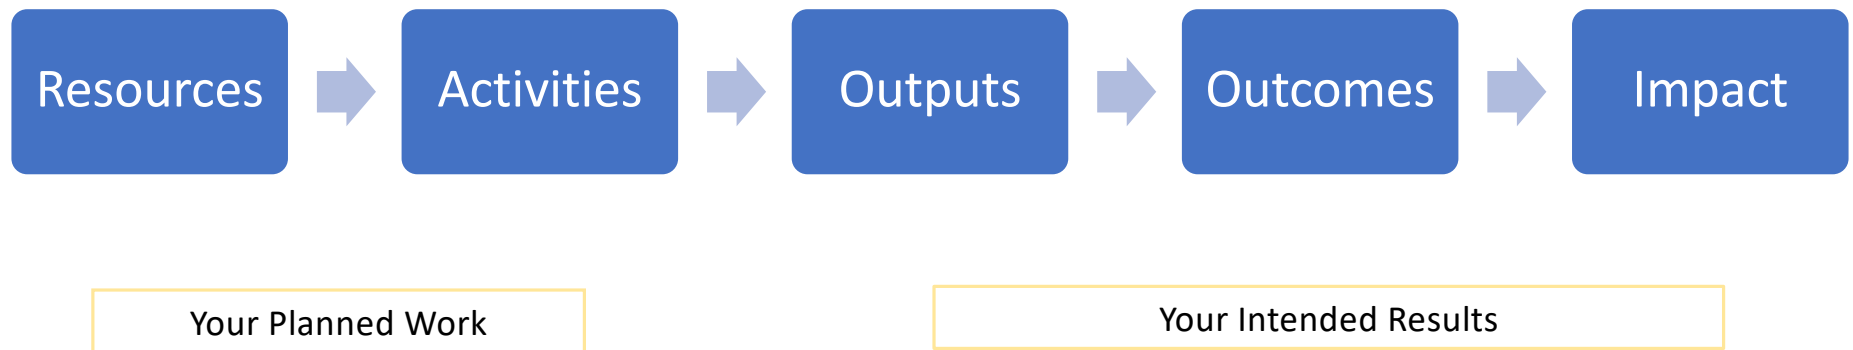 Resources
Activities
Outputs
Outcomes
Impact
Your Planned Work
Your Intended Results